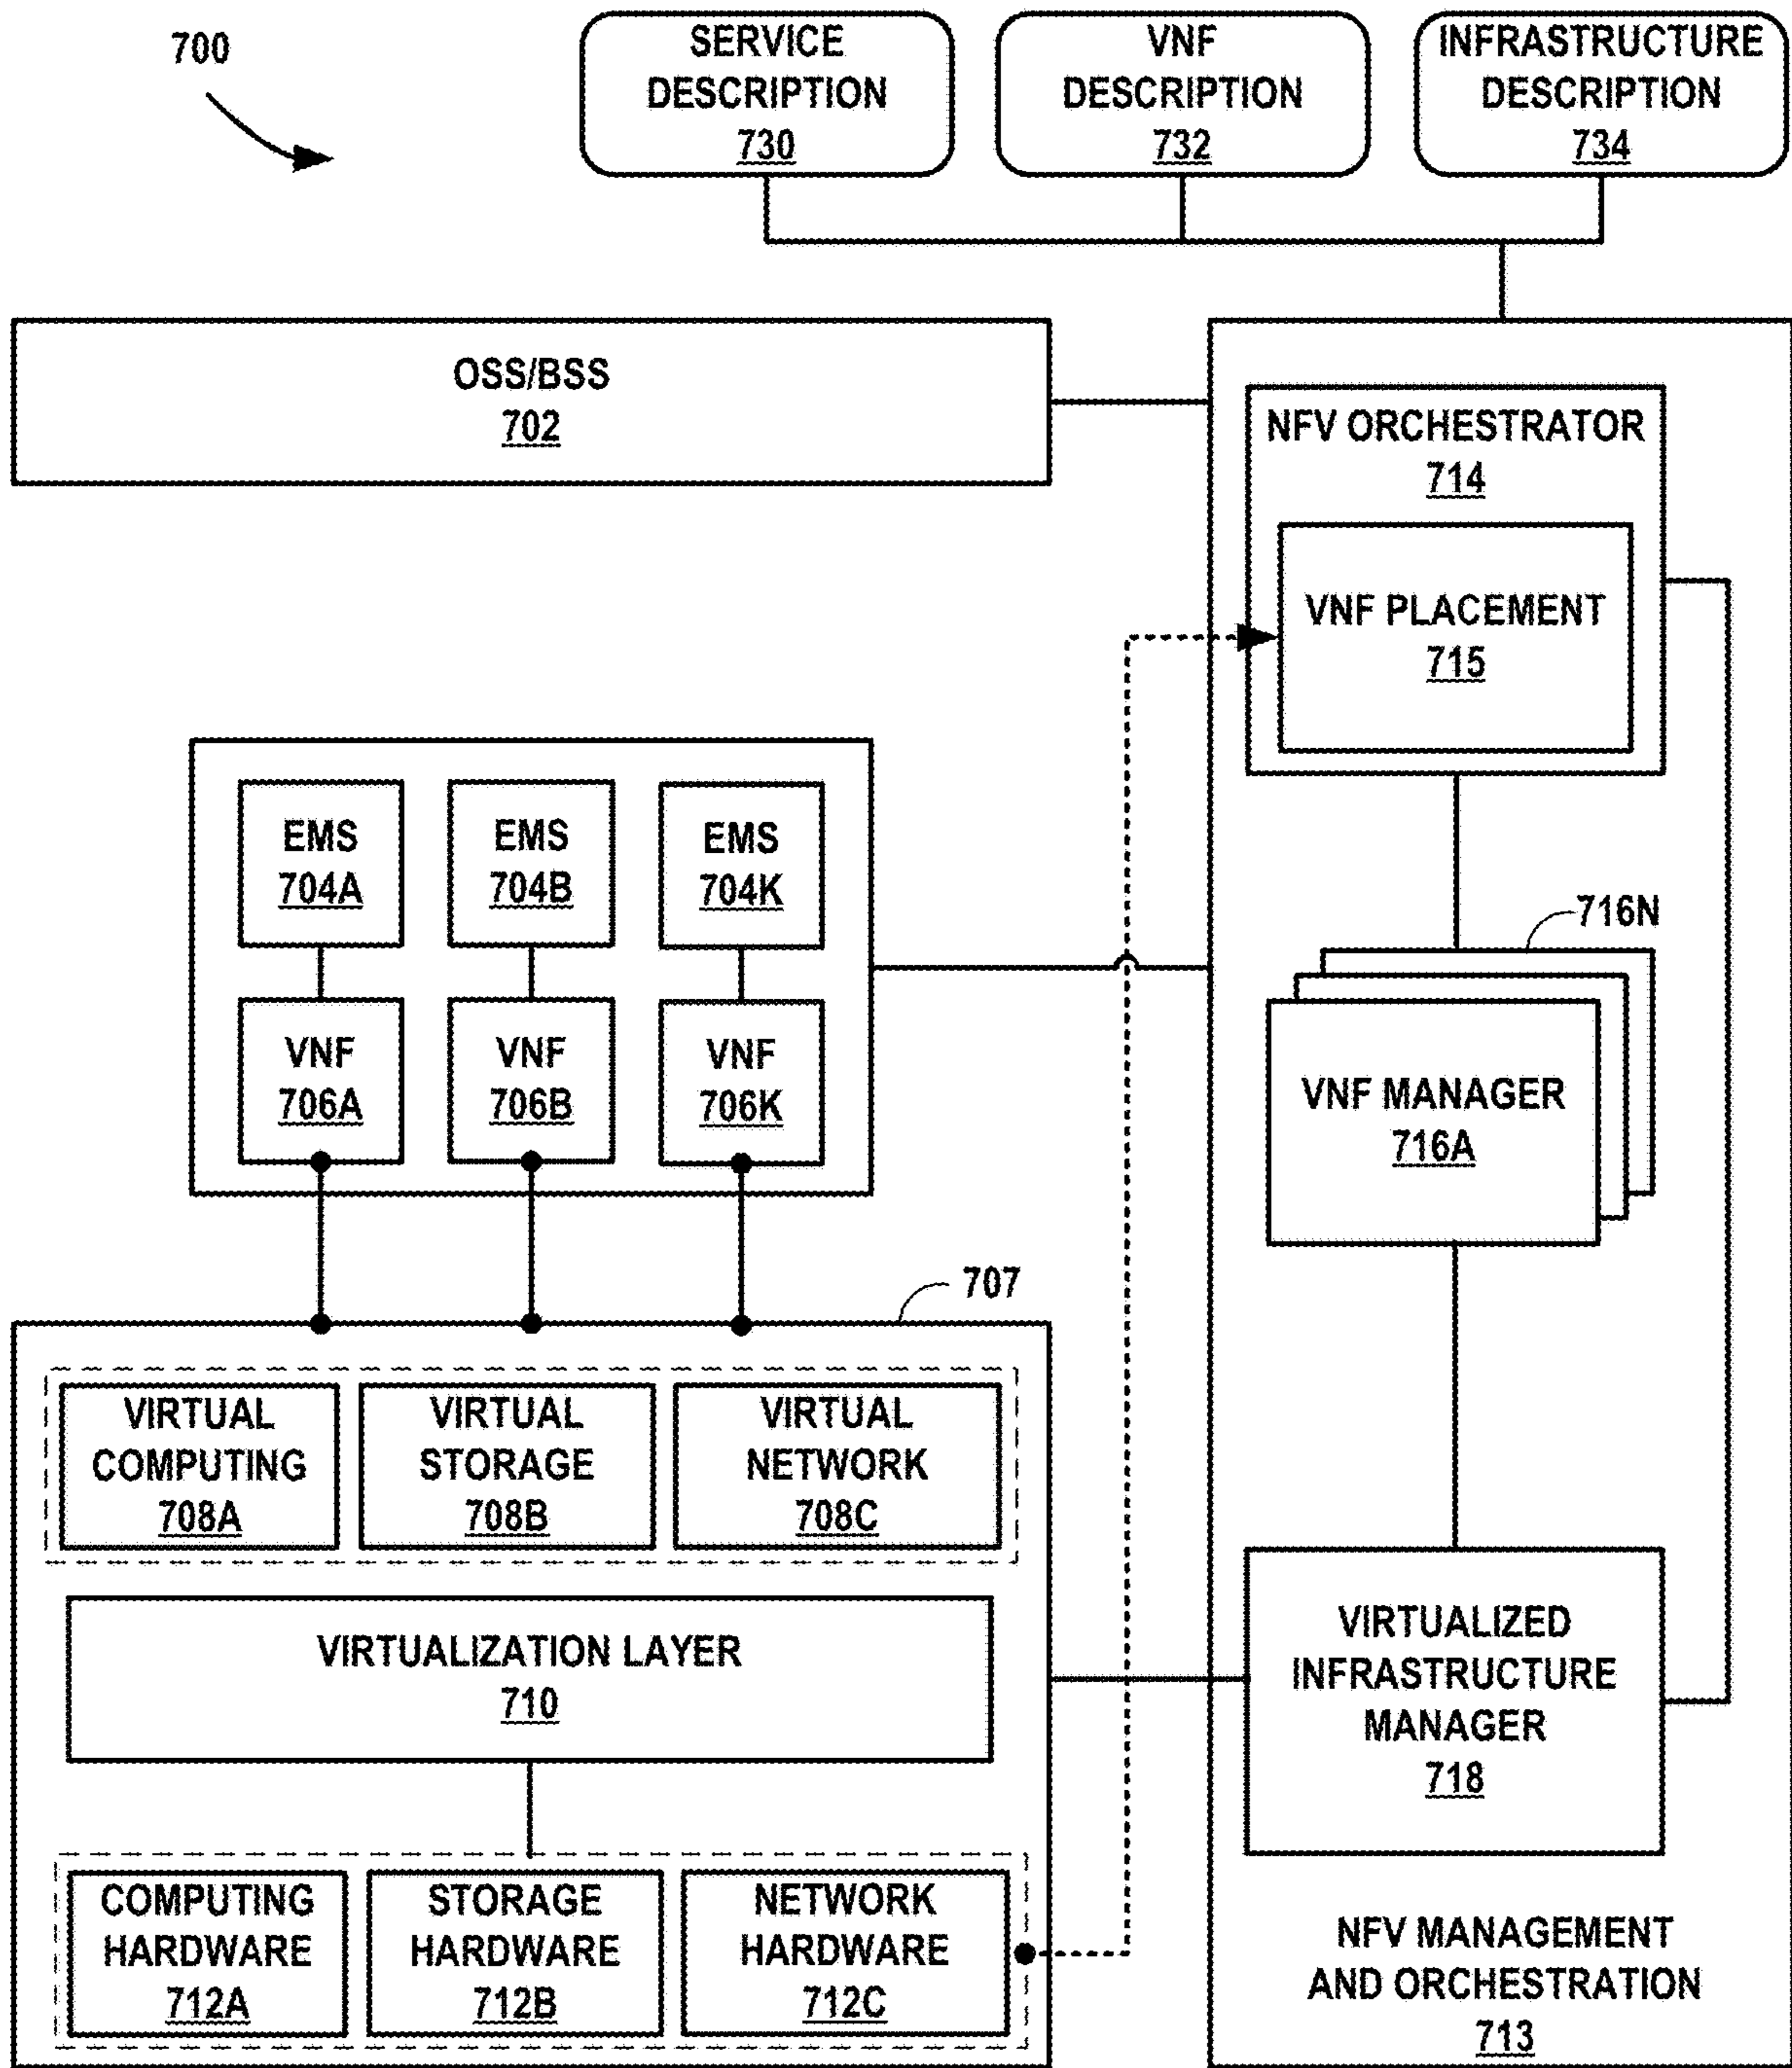 700
SERVICE
DESCRIPTION
730
VNF
DESCRIPTION
732
INFRASTRUCTURE
DESCRIPTION
734
OSS/BSS
702
NFV ORCHESTRATOR
714
VNF PLACEMENT
715
EMS
704A
EMS
704B
EMS
704K
VNF
706A
VNF
706B
VNF
706K
716N
VNF MANAGER
716A
707
VIRTUAL
COMPUTING
708A
VIRTUAL
STORAGE
708B
VIRTUAL
NETWORK
708C
VIRTUALIZATION LAYER
710
VIRTUALIZED
INFRASTRUCTURE
MANAGER
718
COMPUTING
HARDWARE
712A
STORAGE
HARDWARE
712B
NETWORK
HARDWARE
712C
NFV MANAGEMENT
AND ORCHESTRATION
713